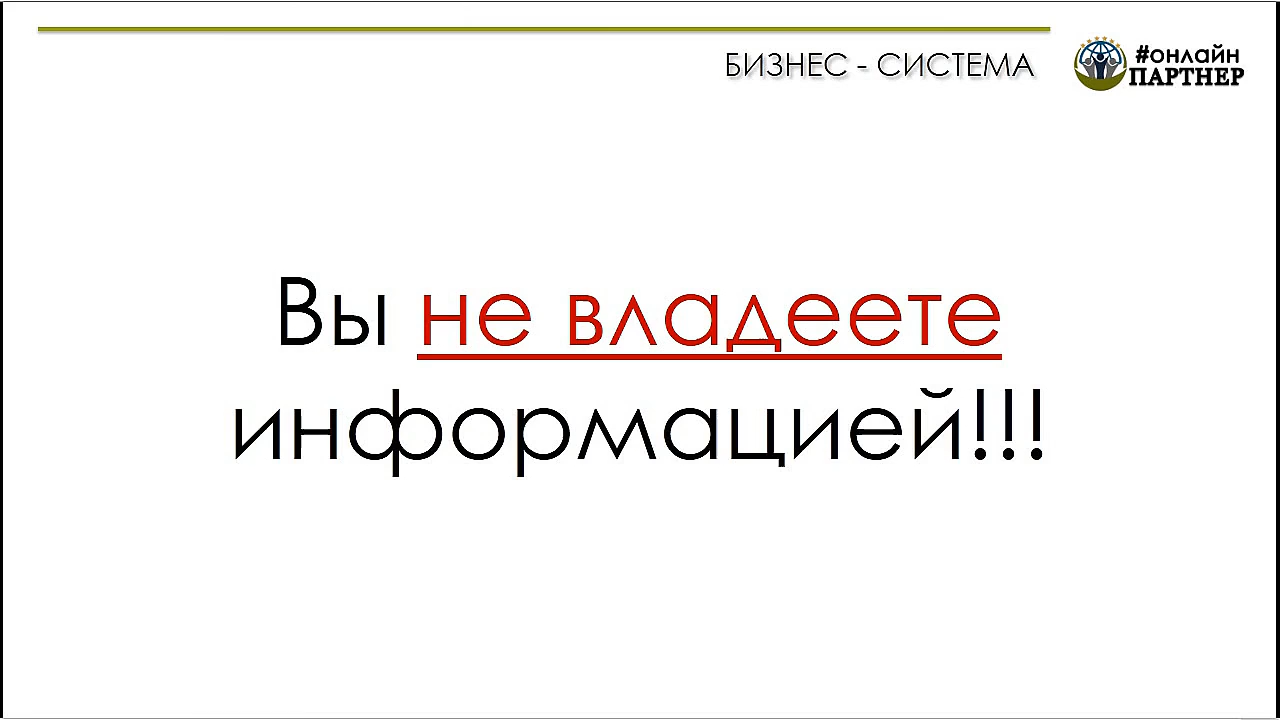 БИЗНЕС - СИСТЕМА
#онлайн
ПАРТНЕР
Вы не владеете
информацией!!!